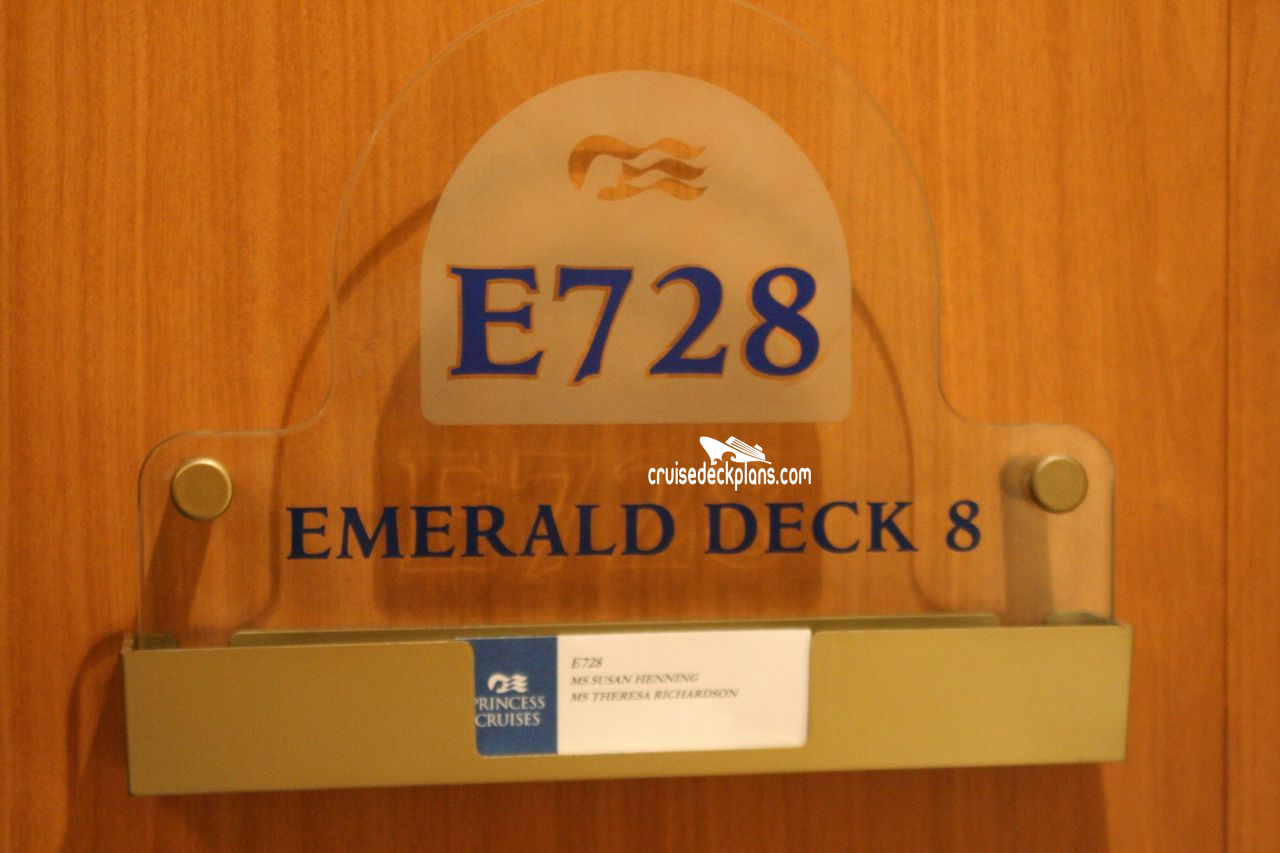 E728
cruisedeckplans.com
EMERALD DECK 8
E728
MS SUSAN HENNING
MS THERESA RICHARDSON
PRINCESS
CRUISES